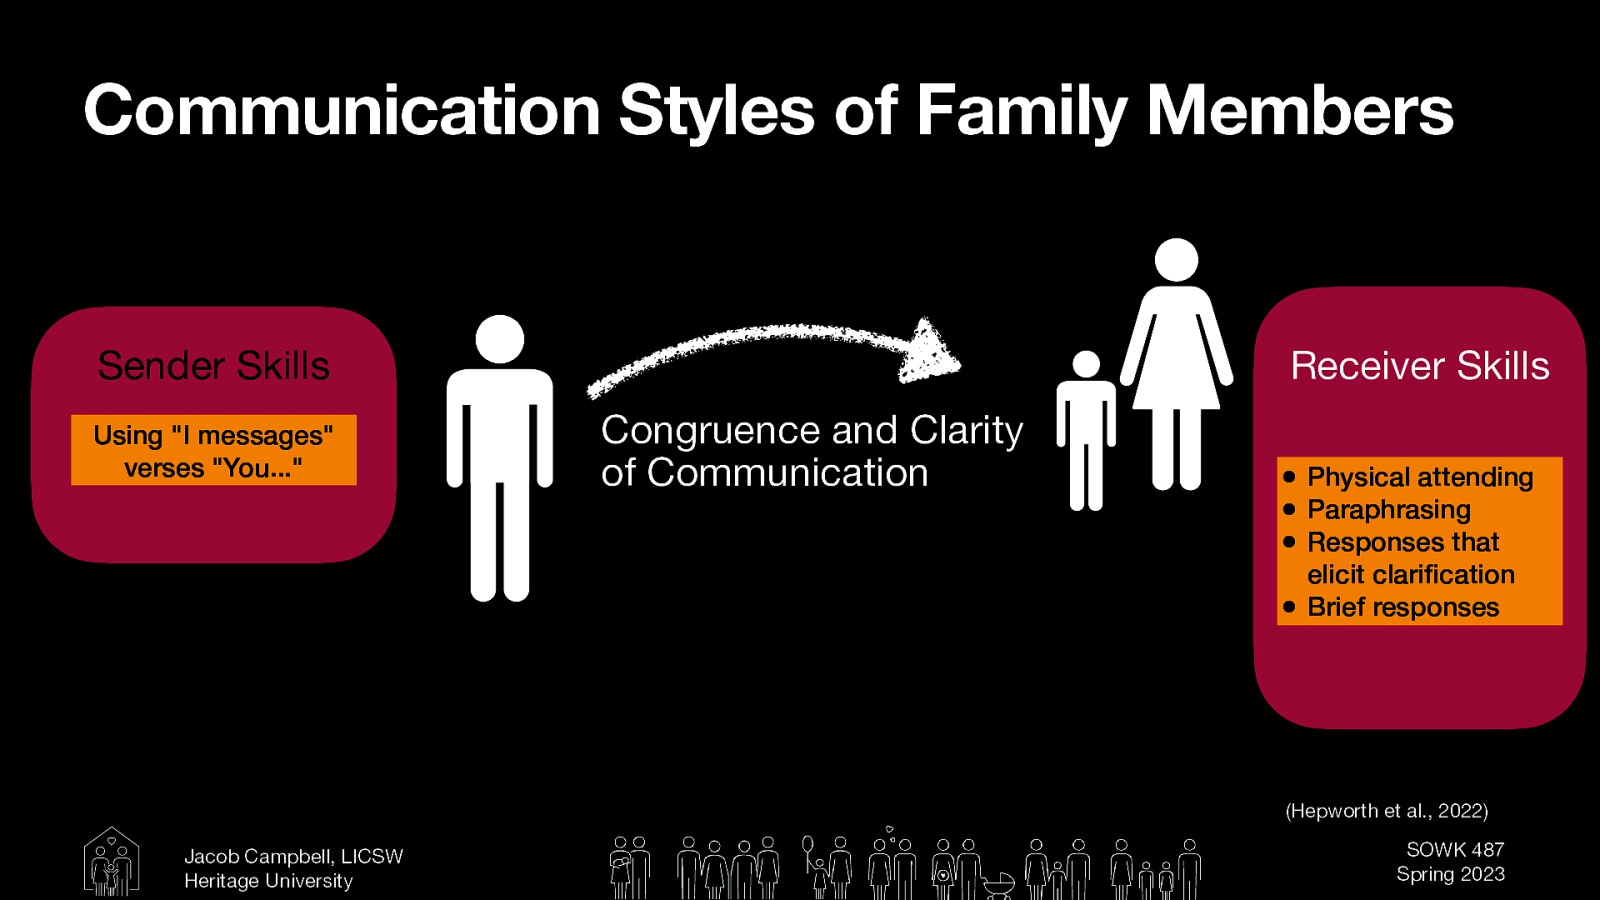 Communication Styles of Family Members
Sender Skills
Using "I messages"
verses "You..."
Congruence and Clarity
of Communication
Receiver Skills
• Physical attending
• Paraphrasing
• Responses that
elicit clarification
• Brief responses
(Hepworth et al., 2022)
Jacob Campbell, LICSW
Heritage University
SOWK 487
Spring 2023